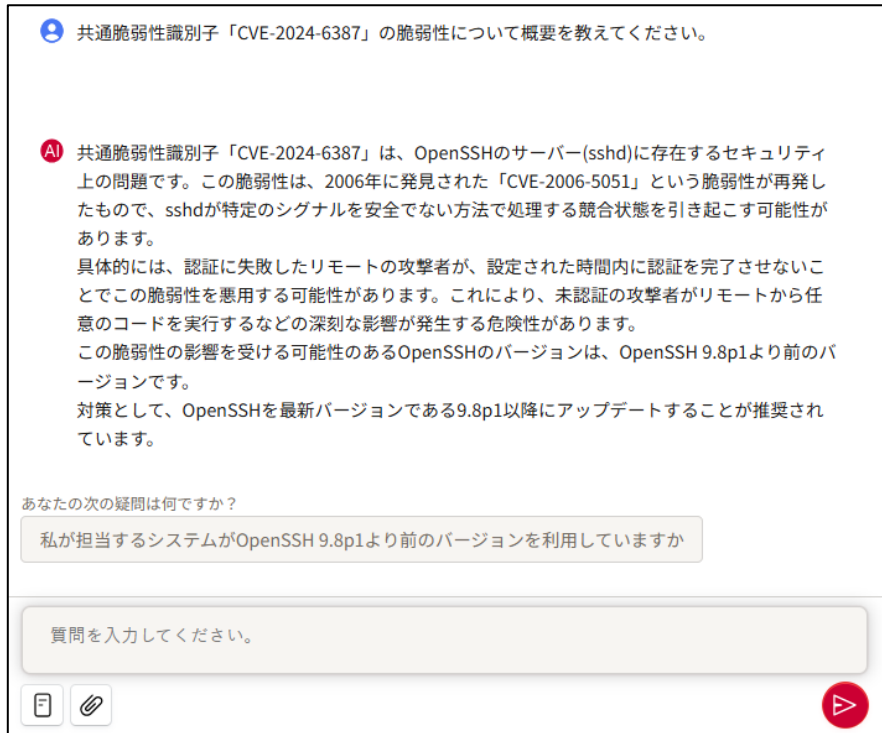 共通脆弱性識別子「CVE-2024-6387」の脆弱性について概要を教えてください。
AI
共通脆弱性識別子「CVE-2024-6387」は、OpenSSHのサーバー(sshd)に存在するセキュリティ
上の問題です。この脆弱性は、2006年に発見された「CVE-2006-5051」という脆弱性が再発し
たもので、sshdが特定のシグナルを安全でない方法で処理する競合状態を引き起こす可能性が
あります。
具体的には、認証に失敗したリモートの攻撃者が、設定された時間内に認証を完了させないこ
とでこの脆弱性を悪用する可能性があります。これにより、未認証の攻撃者がリモートから任
意のコードを実行するなどの深刻な影響が発生する危険性があります。
この脆弱性の影響を受ける可能性のあるOpenSSHのバージョンは、OpenSSH 9.8p1より前のバ
ージョンです。
対策として、OpenSSHを最新バージョンである9.8p1以降にアップデートすることが推奨され
ています。
あなたの次の疑問は何ですか？
私が担当するシステムがOpenSSH 9.8p1より前のバージョンを利用していますか
質問を入力してください。